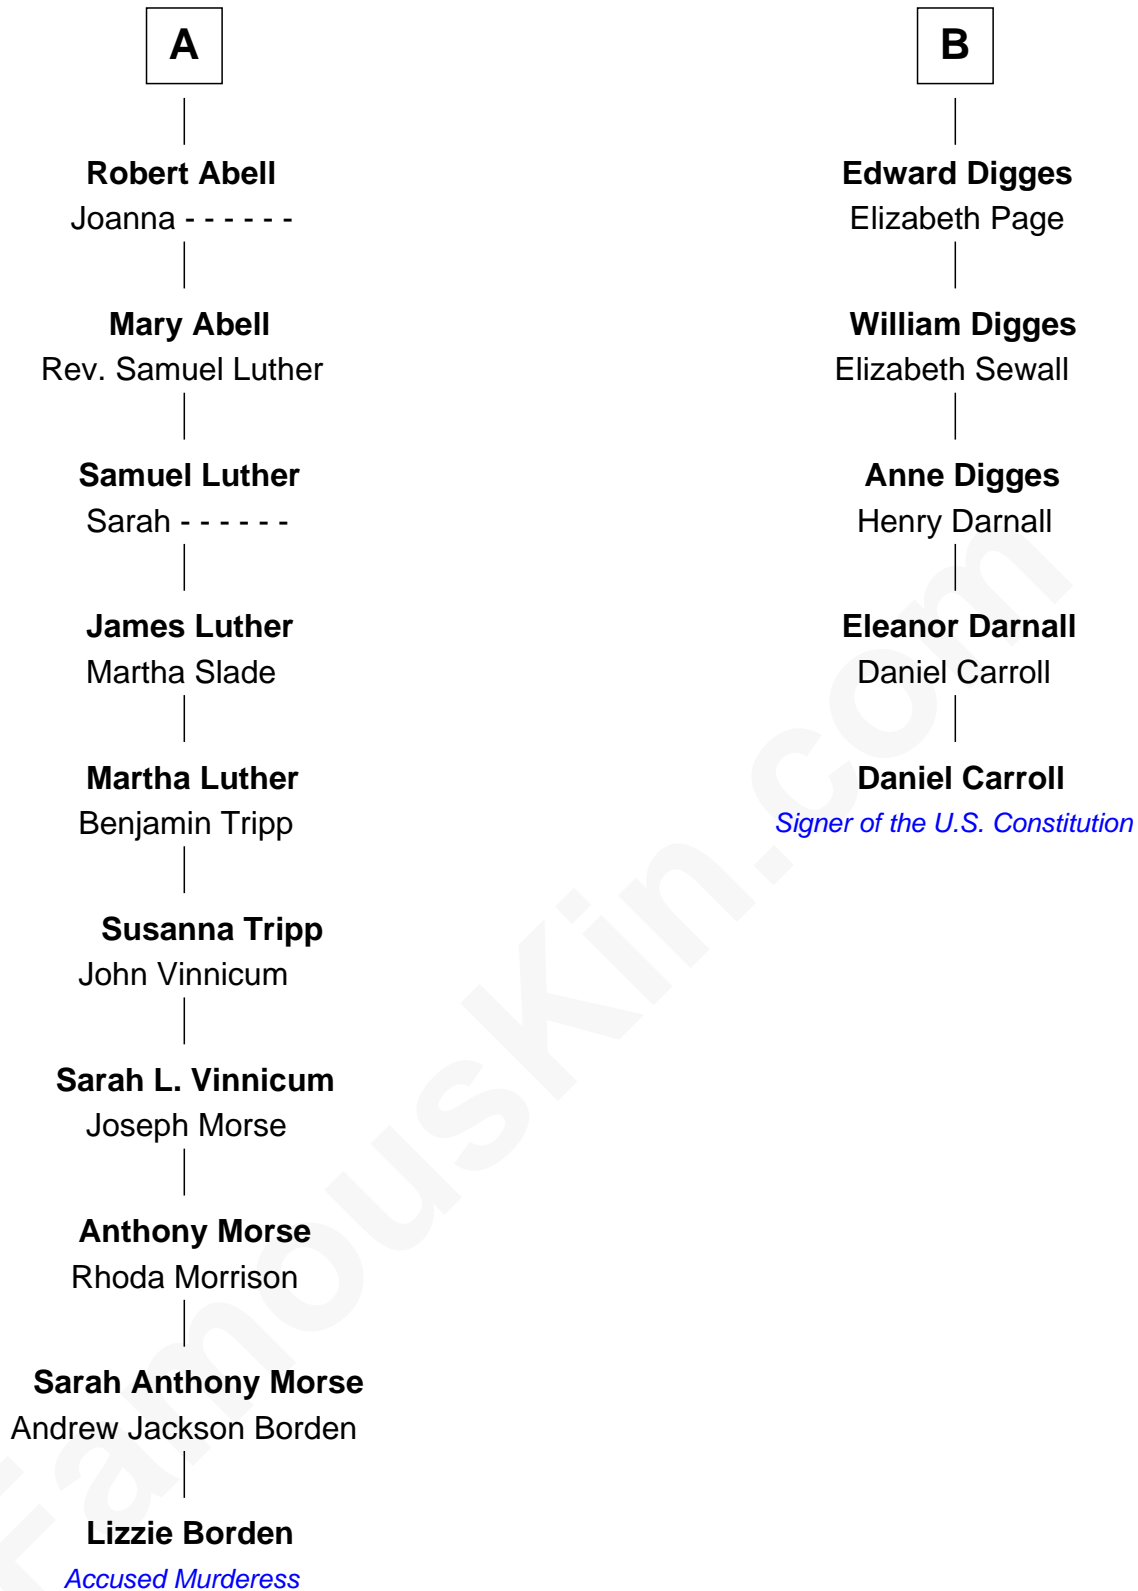 A
Robert Abell
Joanna - - - - - -
Mary Abell
Rev. Samuel Luther
Samuel Luther
Sarah - - - - - -
James Luther
Martha Slade
Martha Luther
Benjamin Tripp
Susanna Tripp
John Vinnicum
Sarah L. Vinnicum
Joseph Morse
Anthony Morse
Rhoda Morrison
Sarah Anthony Morse
Andrew Jackson Borden
Lizzie Borden
Accused Murderess
B
Edward Digges
Elizabeth Page
William Digges
Elizabeth Sewall
Anne Digges
Henry Darnall
Eleanor Darnall
Daniel Carroll
Daniel Carroll
Signer of the U.S. Constitution
FamousKin.com